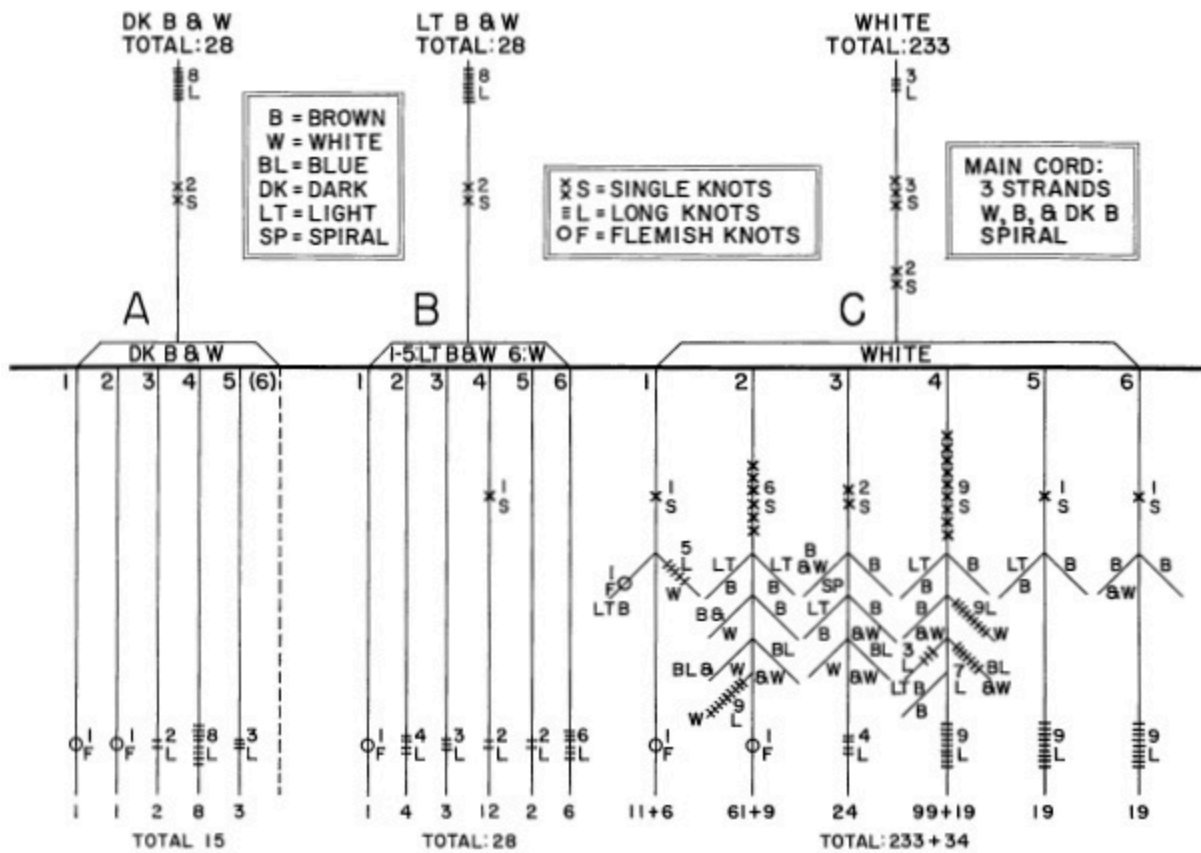 DK B & W
TOTAL: 28
8
L
2
S
LT B & W
TOTAL: 28
8
L
2
S
WHITE
TOTAL: 233
3
L
3
S
2
S
B = BROWN
W = WHITE
BL = BLUE
DK = DARK
LT = LIGHT
SP = SPIRAL
S = SINGLE KNOTS
L = LONG KNOTS
F = FLEMISH KNOTS
MAIN CORD:
3 STRANDS
W, B, & DK B
SPIRAL
A
B
C
DK B & W
1-5:LT B & W 6:W
WHITE
1 2 3 4 5 (6)
1 2 3 4 5 6
1 2 3 4 5 6
1
S
1
S
6
S
2
S
9
S
1
S
1
S
1
F
LT B
5
L
W
LT
B
LT
B
B &
W
B
BL &
W
BL
&W
W
9
L
B
&W
SP
B
LT
B
B
&W
W
BL
&W
LT
B
B
B
&W
9L
W
3
L
LT B
BL
&W
7
L
B
LT
B
B
B
&W
B
1
F
1
F
2
L
8
L
3
L
1
F
4
L
3
L
2
L
2
L
6
L
1
F
1
F
4
L
9
L
9
L
9
L
1 1 2 8 3
1 4 3 12 2 6
11+6 61+9 24 99+19 19 19
TOTAL 15
TOTAL: 28
TOTAL: 233+34